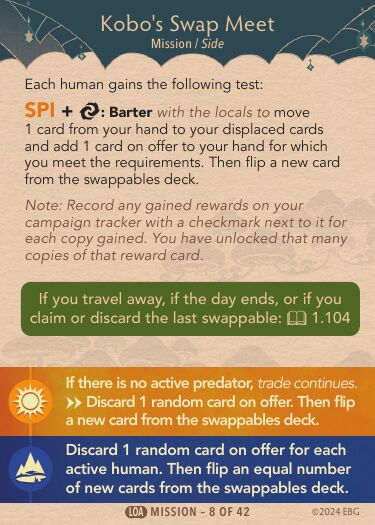 Kobo's Swap Meet
Mission / Side
Each human gains the following test:
SPI + : Barter with the locals to move
1 card from your hand to your displaced cards
and add 1 card on offer to your hand for which
you meet the requirements. Then flip a new card
from the swappables deck.
Note: Record any gained rewards on your
campaign tracker with a checkmark next to it for
each copy gained. You have unlocked that many
copies of that reward card.
If you travel away, if the day ends, or if you
claim or discard the last swappable: 1.104
If there is no active predator, trade continues.
Discard 1 random card on offer. Then flip
a new card from the swappables deck.
Discard 1 random card on offer for each
active human. Then flip an equal number
of new cards from the swappables deck.
LOA MISSION – 8 OF 42
©2024 EBG